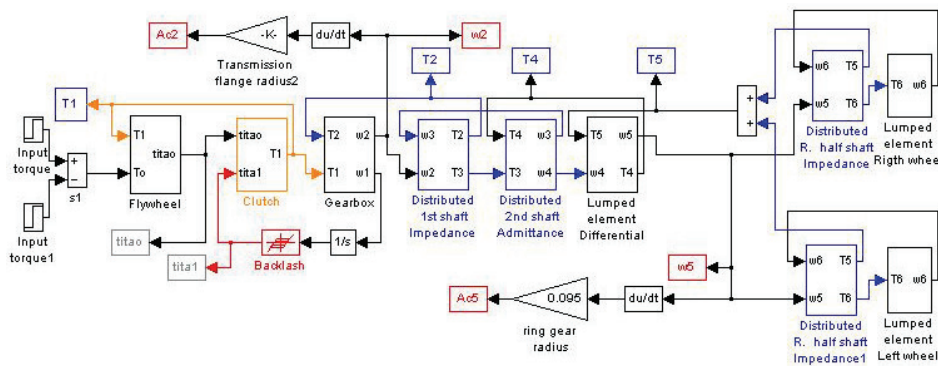 Ac2
-K-
du/dt
w2
Transmission
flange radius2
T2
T4
T5
T1
Input
torque
+
−
s1
Input
torque1
T1
To
titao
Flywheel
titao
tita1
T1
Clutch
T2
T1
w2
w1
Gearbox
w3
w2
T2
T3
Distributed
1st shaft
Impedance
T4
T3
w3
w4
Distributed
2nd shaft
Admittance
T5
w4
w5
T4
Lumped
element
Differential
+
+
w6
w5
T5
T6
Distributed
R. half shaft
Impedance
T6
w6
Lumped
element
Rigth wheel
titao
tita1
Backlash
1/s
w5
Ac5
0.095
du/dt
ring gear
radius
w6
w5
T5
T6
Distributed
R. half shaft
Impedance1
T6
w6
Lumped
element
Left wheel